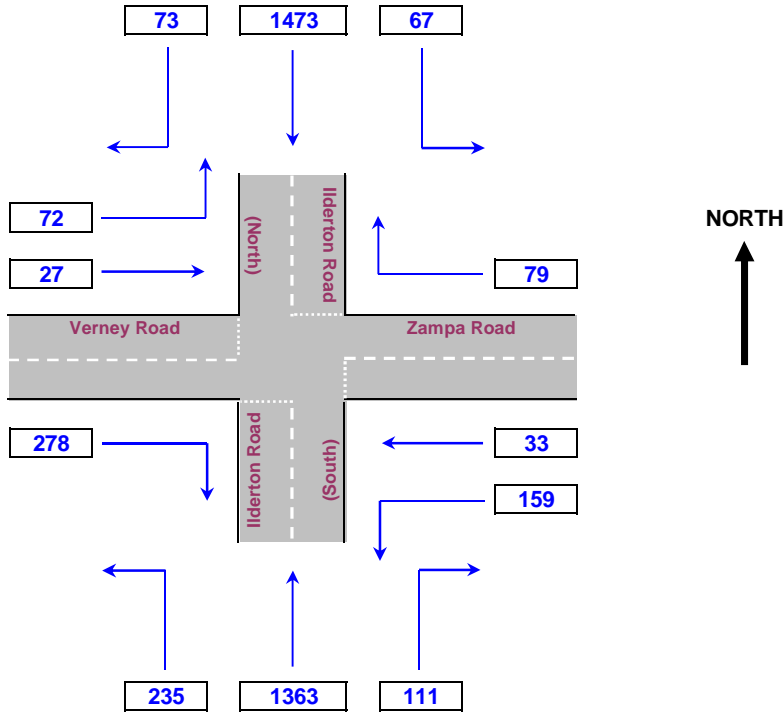 73
1473
67
72
Ilderton Road
(North)
NORTH
27
79
Verney Road
Zampa Road
278
Ilderton Road
(South)
33
159
235
1363
111